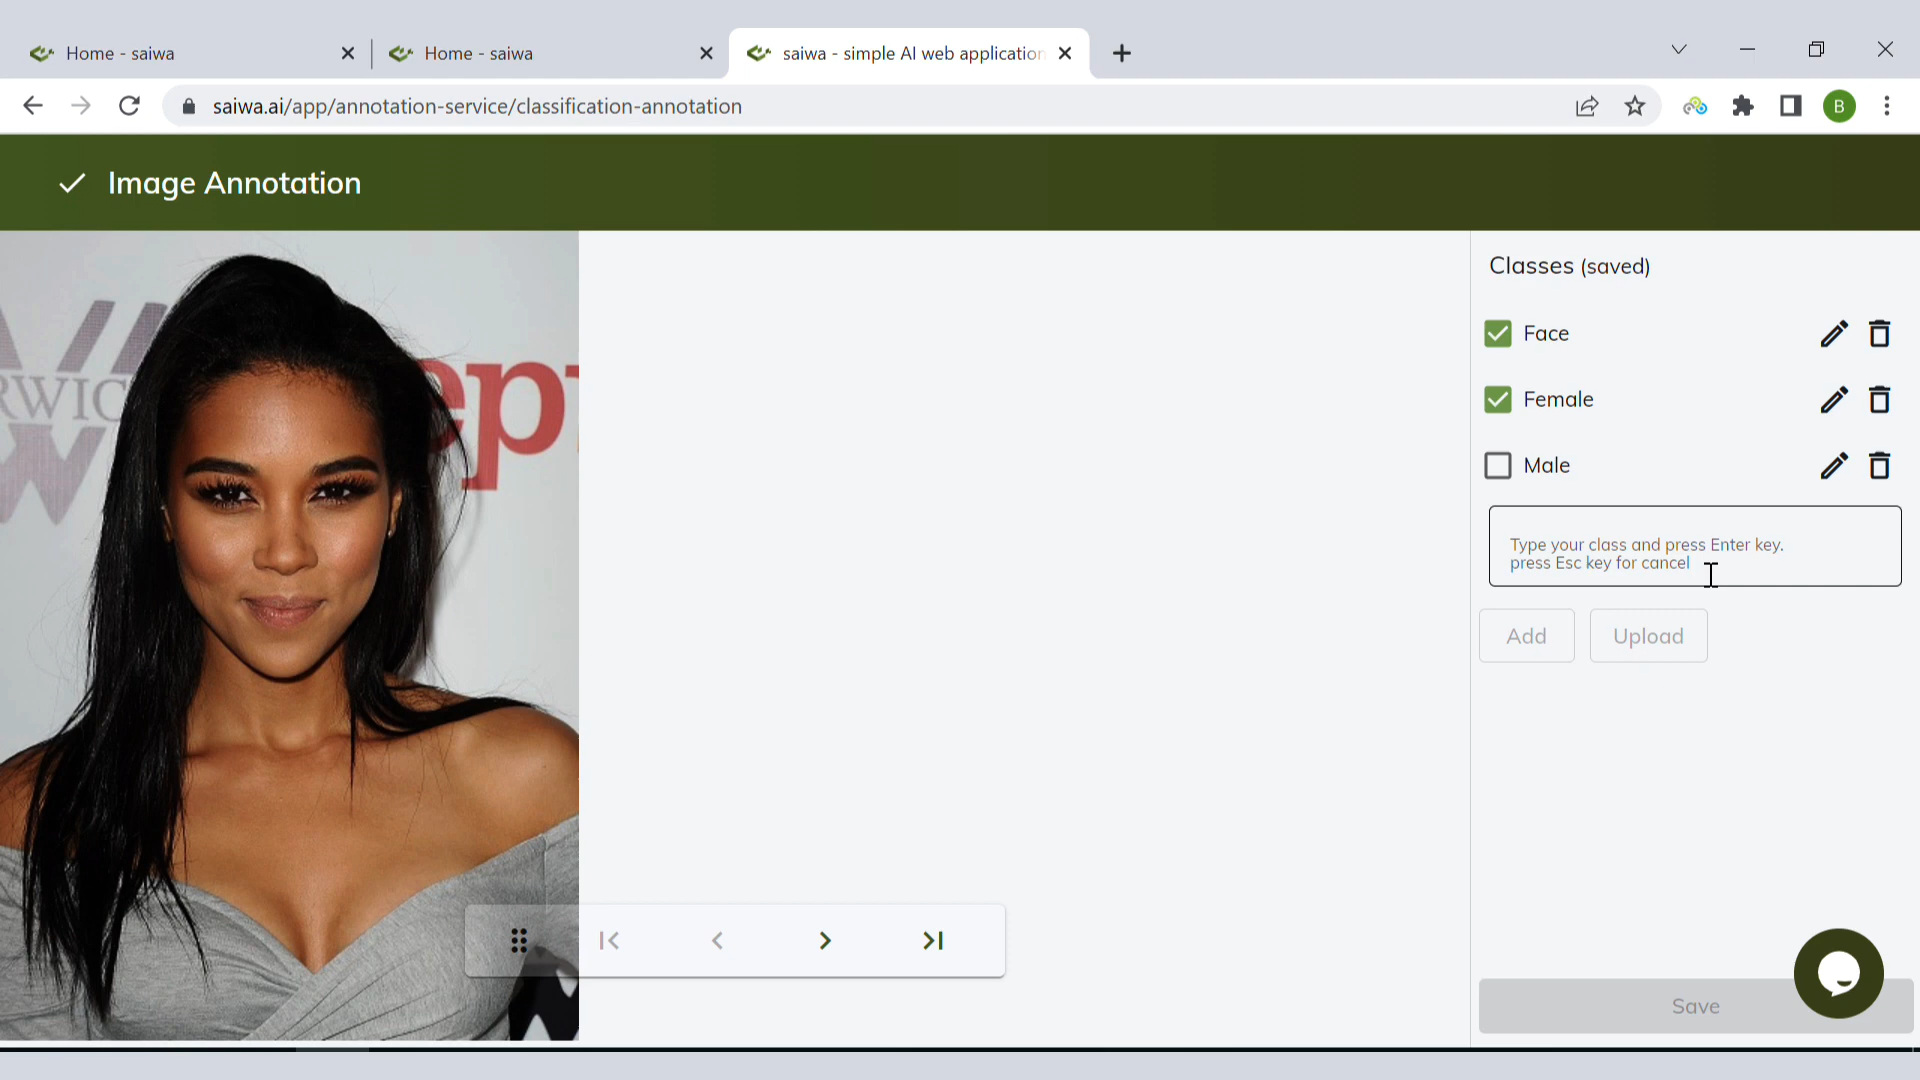 Home - saiwa
Home - saiwa
saiwa - simple AI web application
saiwa.ai/app/annotation-service/classification-annotation
B
Image Annotation
RWIC
W
ep
Classes (saved)
Face
Female
Male
Type your class and press Enter key.
press Esc key for cancel
Add
Upload
Save